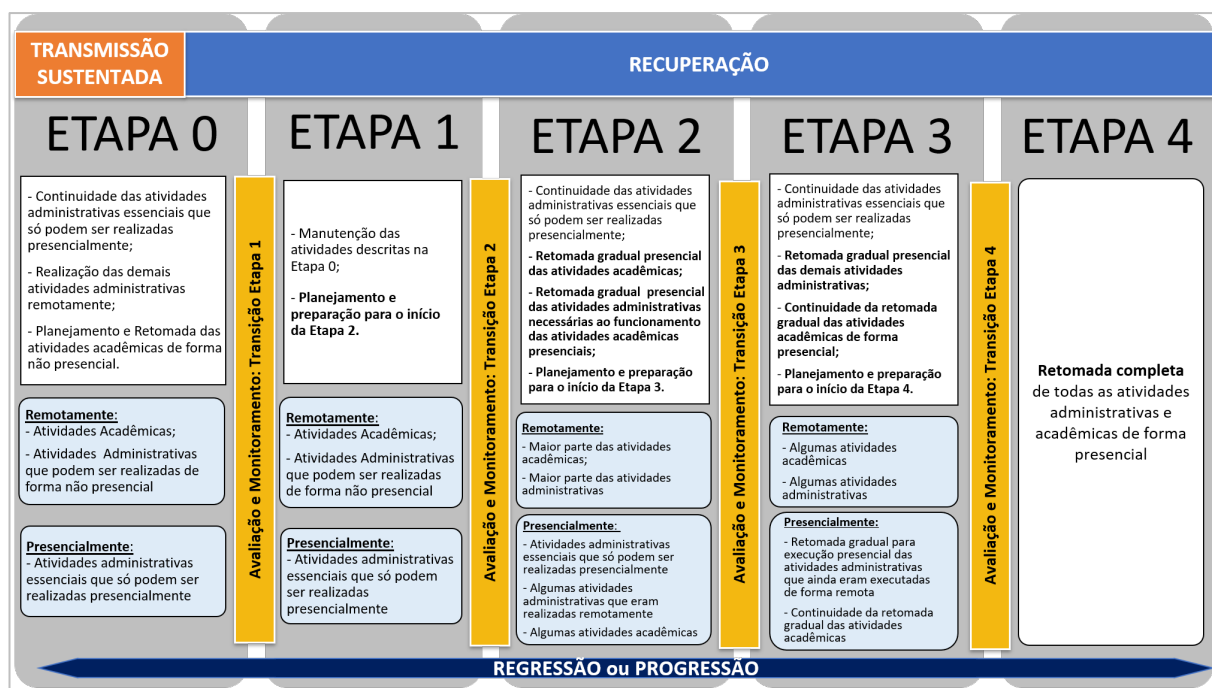 TRANSMISSÃO
SUSTENTADA
RECUPERAÇÃO
ETAPA 0
- Continuidade das atividades
administrativas essenciais que
só podem ser realizadas
presencialmente;
- Realização das demais
atividades administrativas
remotamente;
- Planejamento e Retomada das
atividades acadêmicas de forma
não presencial.
Remotamente:
- Atividades Acadêmicas;
- Atividades Administrativas
que podem ser realizadas de
forma não presencial
Presencialmente:
- Atividades administrativas
essenciais que só podem ser
realizadas presencialmente
Avaliação e Monitoramento: Transição Etapa 1
ETAPA 1
- Manutenção das
atividades descritas na
Etapa 0;
- Planejamento e
preparação para o início
da Etapa 2.
Remotamente:
- Atividades Acadêmicas;
- Atividades Administrativas
que podem ser realizadas
de forma não presencial
Presencialmente:
- Atividades administrativas
essenciais que só podem
ser realizadas
presencialmente
Avaliação e Monitoramento: Transição Etapa 2
ETAPA 2
- Continuidade das atividades
administrativas essenciais que
só podem ser realizadas
presencialmente;
- Retomada gradual presencial
das atividades acadêmicas;
- Retomada gradual presencial
das atividades administrativas
necessárias ao funcionamento
das atividades acadêmicas
presenciais;
- Planejamento e preparação
para o início da Etapa 3.
Remotamente:
- Maior parte das atividades
acadêmicas;
- Maior parte das atividades
administrativas
Presencialmente:
- Atividades administrativas
essenciais que só podem ser
realizadas presencialmente
- Algumas atividades
administrativas que eram
realizadas remotamente
- Algumas atividades acadêmicas
Avaliação e Monitoramento: Transição Etapa 3
ETAPA 3
- Continuidade das atividades
administrativas essenciais que
só podem ser realizadas
presencialmente;
- Retomada gradual presencial
das demais atividades
administrativas;
- Continuidade da retomada
gradual das atividades
acadêmicas de forma
presencial;
- Planejamento e preparação
para o início da Etapa 4.
Remotamente:
- Algumas atividades
acadêmicas
- Algumas atividades
administrativas
Presencialmente:
- Retomada gradual para
execução presencial das
atividades administrativas
que ainda eram executadas
de forma remota
- Continuidade da retomada
gradual das atividades
acadêmicas
Avaliação e Monitoramento: Transição Etapa 4
ETAPA 4
Retomada completa
de todas as atividades
administrativas e
acadêmicas de forma
presencial
REGRESSÃO ou PROGRESSÃO